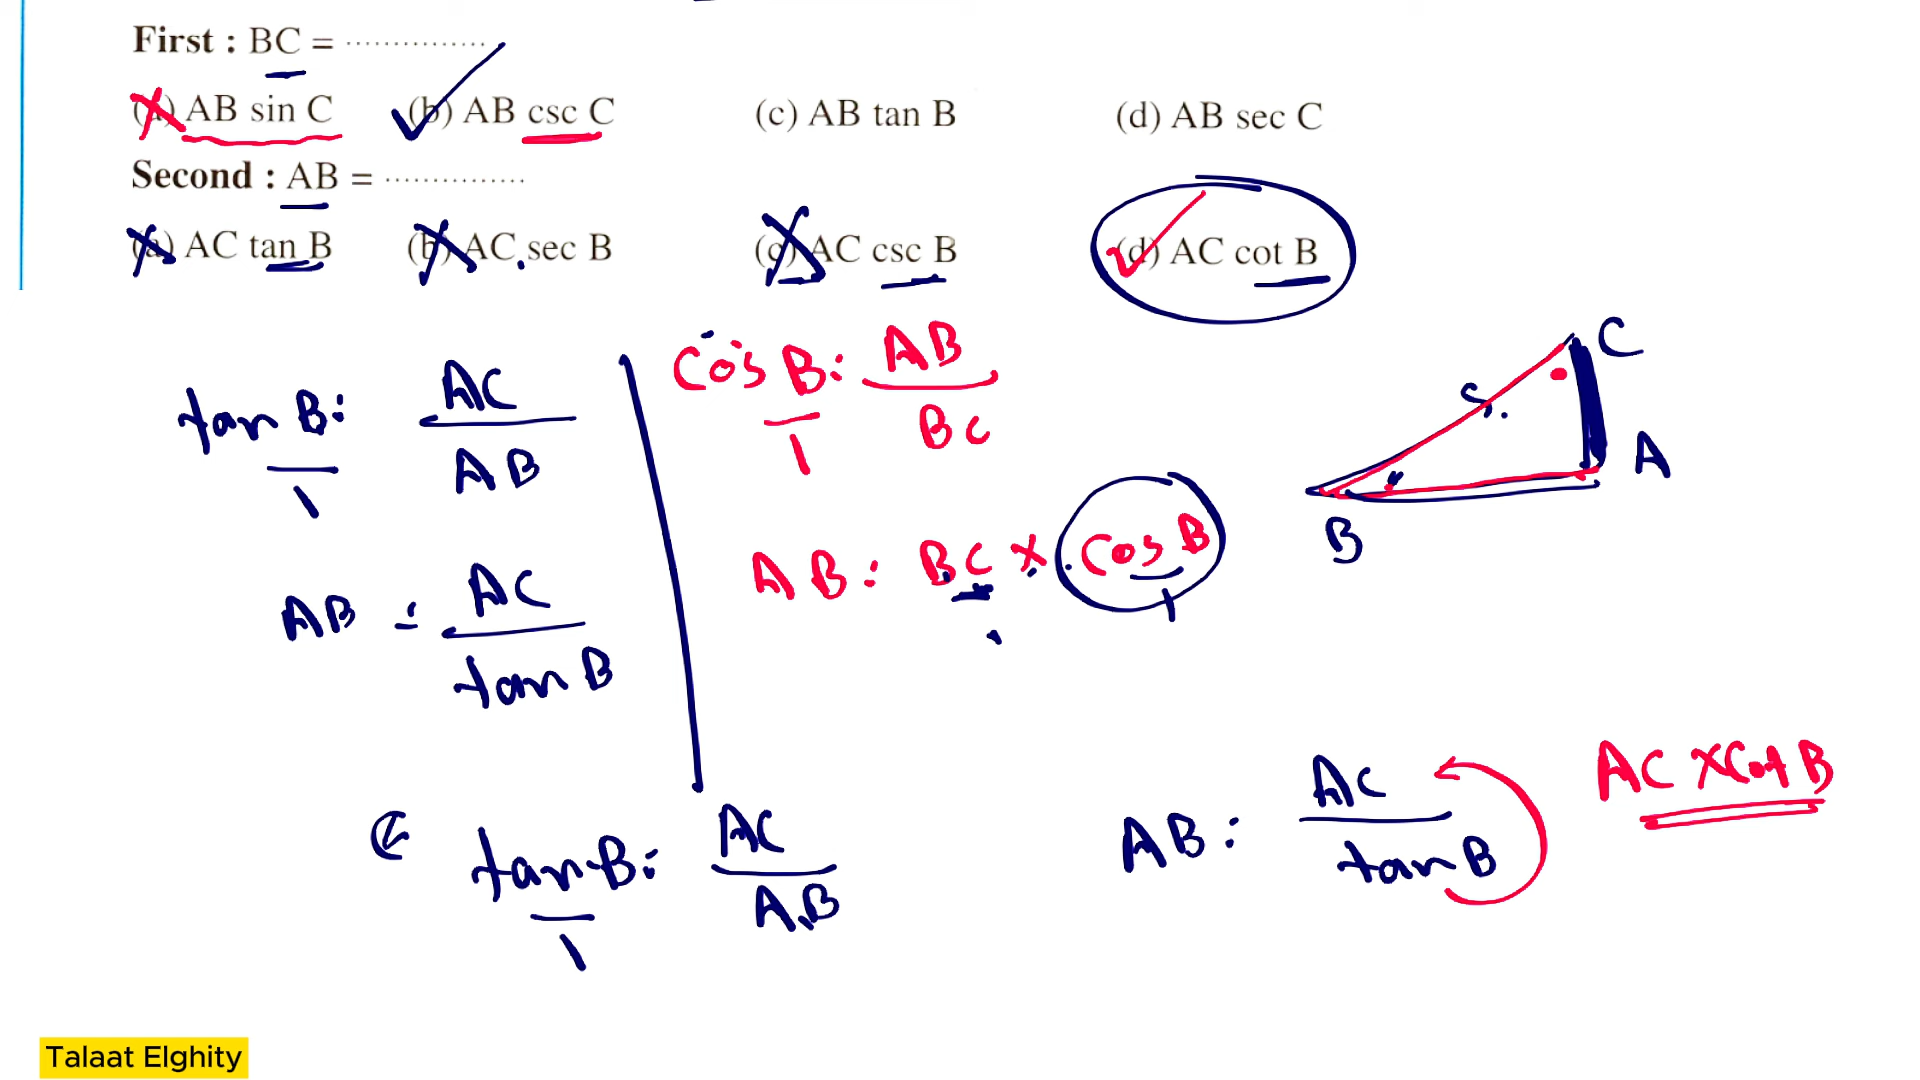 First : BC = ................
(a) AB sin C (b) AB csc C (c) AB tan B (d) AB sec C
Second : AB = ...............
(a) AC tan B (b) AC sec B (c) AC csc B (d) AC cot B
tan B = AC / AB
1
AB = AC / tan B
cos B = AB / BC
1
AB = BC × cos B
C
A
B
tan B = AC / AB
1
AB = AC / tan B
AC × Cot B
Talaat Elghity